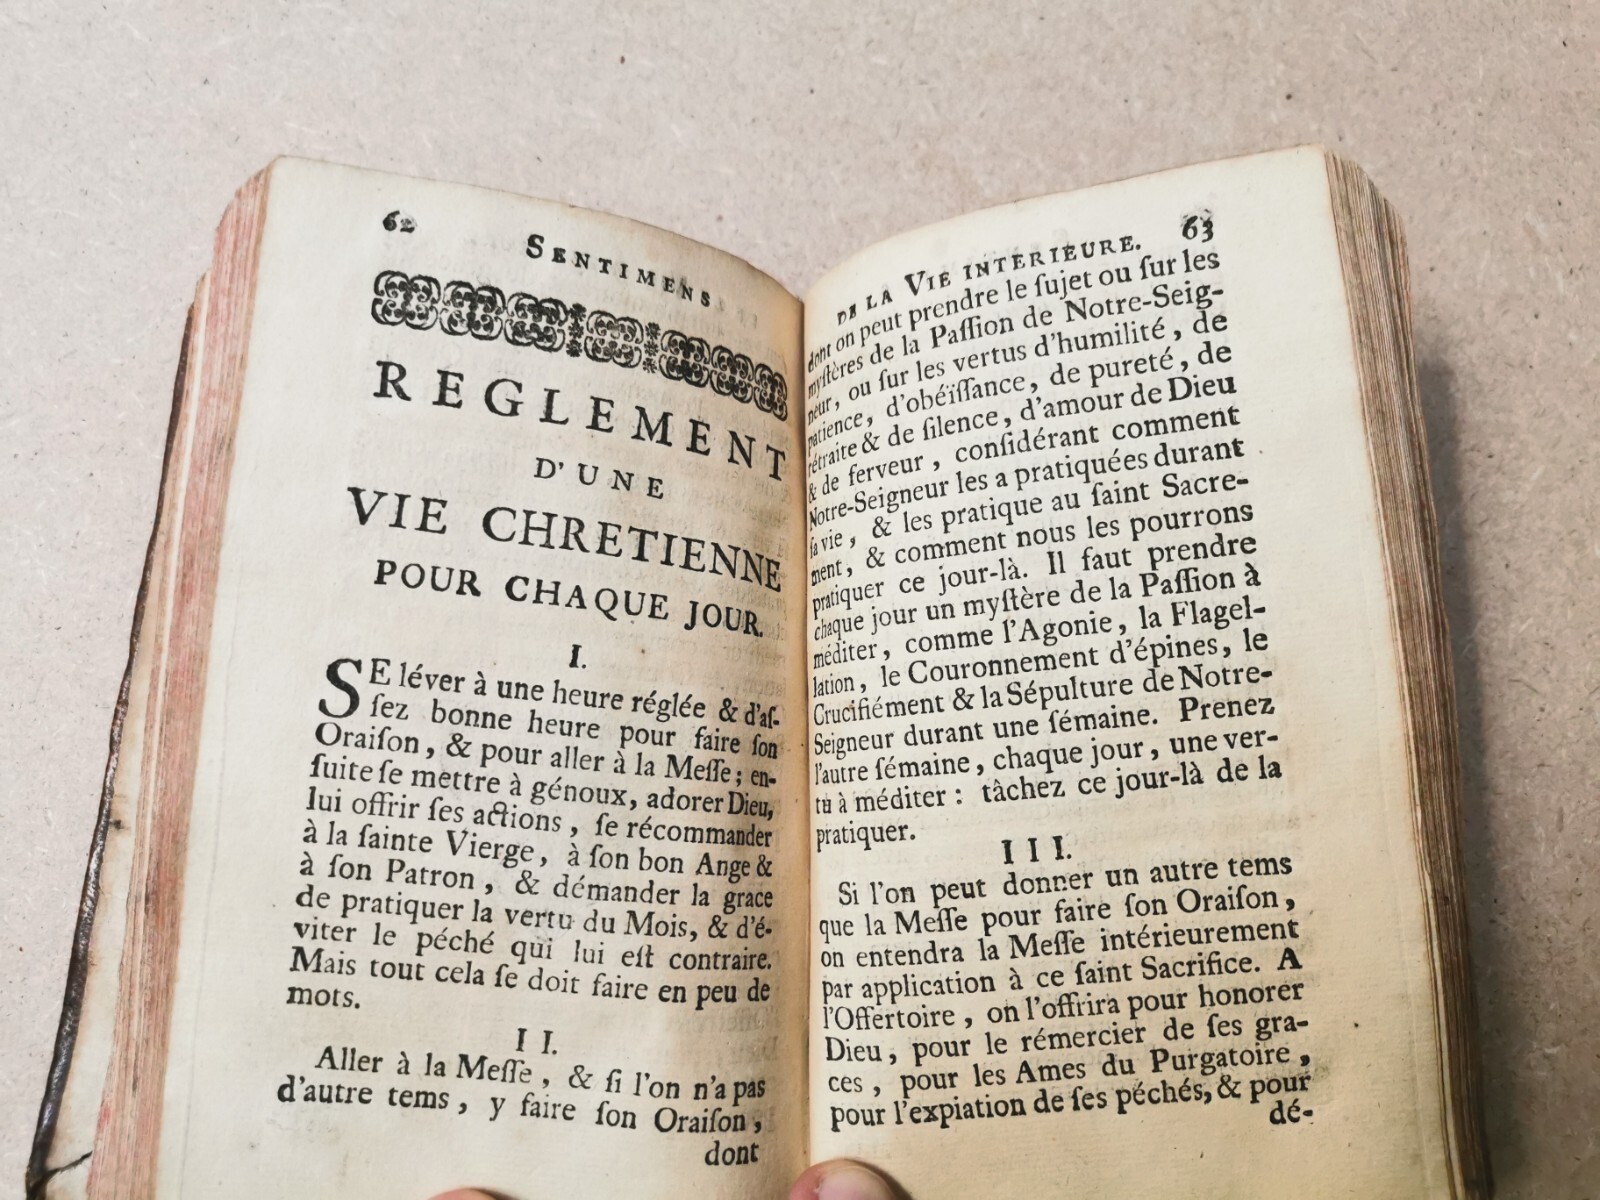 62
SENTIMENS
REGLEMENT
D'UNE
VIE CHRETIENNE
POUR CHAQUE JOUR.
I.
SE léver à une heure réglée & d'aſ-
ſez bonne heure pour faire ſon
Oraiſon, & pour aller à la Meſſe; en-
ſuite ſe mettre à génoux, adorer Dieu,
lui offrir ſes actions, ſe récommander
à la ſainte Vierge, à ſon bon Ange &
à ſon Patron, & démander la grace
de pratiquer la vertu du Mois, & d'é-
viter le péché qui lui eſt contraire.
Mais tout cela ſe doit faire en peu de
mots.
II.
Aller à la Meſſe, & ſi l'on n'a pas
d'autre tems, y faire ſon Oraiſon,
dont
DE LA VIE INTÉRIEURE. 63
dont on peut prendre le ſujet ou ſur les
myſtères de la Paſſion de Notre-Seig-
neur, ou ſur les vertus d'humilité, de
patience, d'obéïſſance, de pureté, de
rétraite & de ſilence, d'amour de Dieu
& de ferveur, conſidérant comment
Notre-Seigneur les a pratiquées durant
ſa vie, & les pratique au ſaint Sacre-
ment, & comment nous les pourrons
pratiquer ce jour-là. Il faut prendre
chaque jour un myſtère de la Paſſion à
méditer, comme l'Agonie, la Flagel-
lation, le Couronnement d'épines, le
Crucifiément & la Sépulture de Notre-
Seigneur durant une ſémaine. Prenez
l'autre ſémaine, chaque jour, une ver-
tu à méditer: tâchez ce jour-là de la
pratiquer.
III.
Si l'on peut donner un autre tems
que la Meſſe pour faire ſon Oraiſon,
on entendra la Meſſe intérieurement
par application à ce ſaint Sacrifice. A
l'Offertoire, on l'offrira pour honorer
Dieu, pour le rémercier de ſes gra-
ces, pour les Ames du Purgatoire,
pour l'expiation de ſes péchés, & pour
dé-